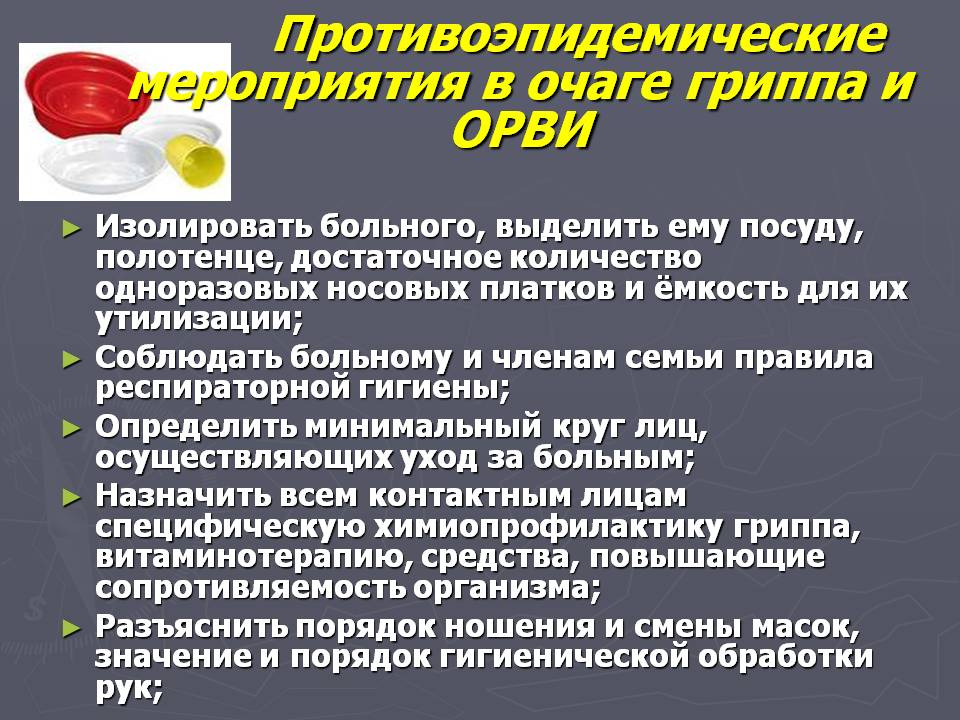 Противоэпидемические
мероприятия в очаге гриппа и
ОРВИ
► Изолировать больного, выделить ему посуду,
полотенце, достаточное количество
одноразовых носовых платков и ёмкость для их
утилизации;
► Соблюдать больному и членам семьи правила
респираторной гигиены;
► Определить минимальный круг лиц,
осуществляющих уход за больным;
► Назначить всем контактным лицам
специфическую химиопрофилактику гриппа,
витаминотерапию, средства, повышающие
сопротивляемость организма;
► Разъяснить порядок ношения и смены масок,
значение и порядок гигиенической обработки
рук;